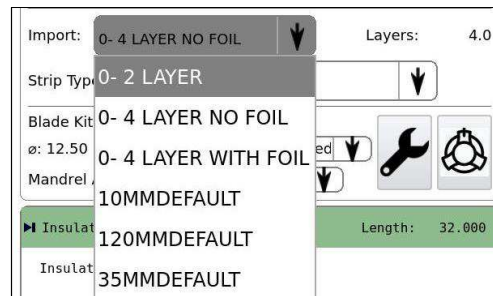 Import: 0- 4 LAYER NO FOIL Layers: 4.0
Strip Typ
0- 2 LAYER
0- 4 LAYER NO FOIL
0- 4 LAYER WITH FOIL
10MMDEFAULT
120MMDEFAULT
35MMDEFAULT
Blade Kit
ø: 12.50 ed
Mandrel
Insulat Length: 32.000
Insulat